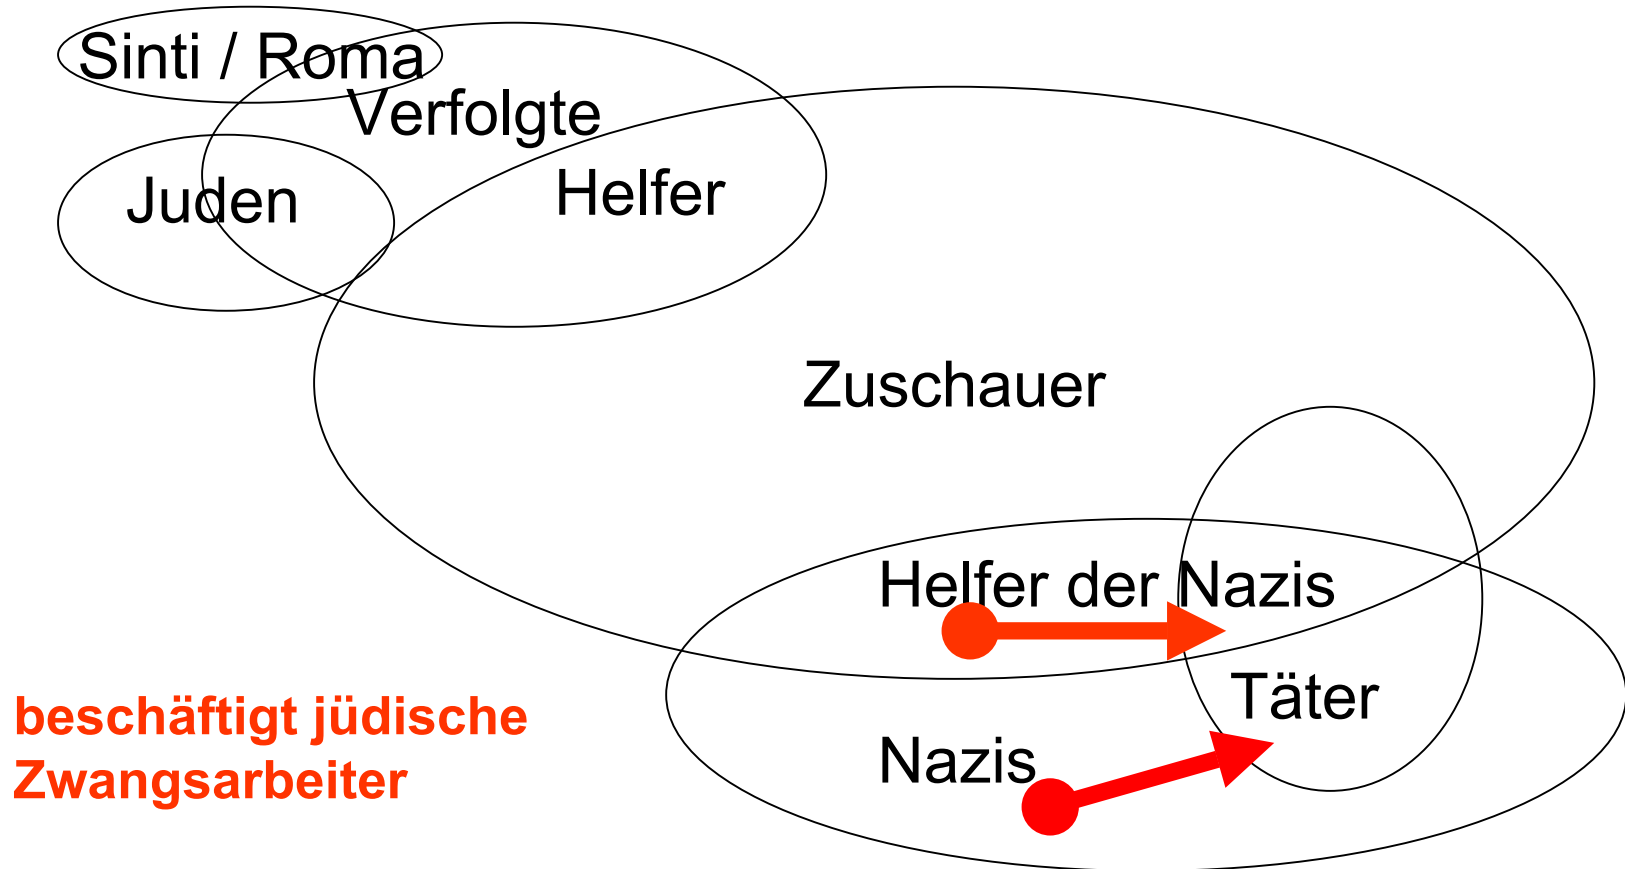 Sinti / Roma
Verfolgte
Juden
Helfer
Zuschauer
Helfer der Nazis
Täter
Nazis
beschäftigt jüdische
Zwangsarbeiter